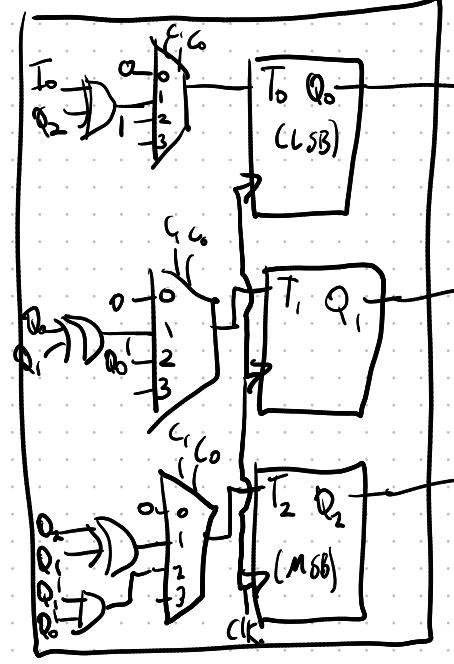 C₁ C₀
I₀ 0 0 T₀ Q₀
Q₂ 1 1 2 3 (LSB)
C₁ C₀
0 0 T₁ Q₁
Q₀ 1
Q₁ Q₀ 2
3
C₁ C₀
0 0 T₂ Q₂
Q₂ 1
Q₁ 2 (MSB)
Q₁ 3
Q₀
CLK